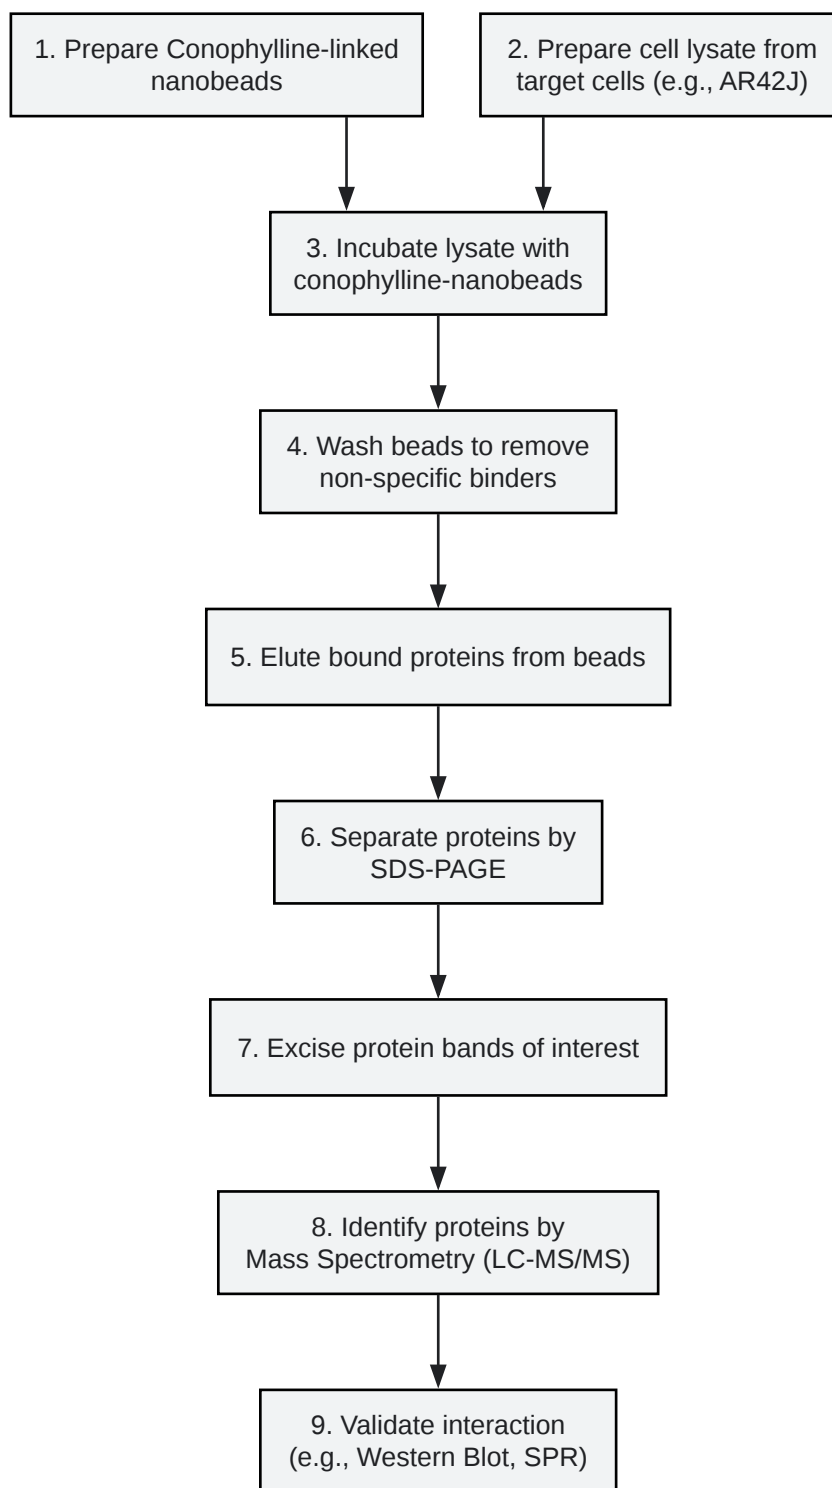 1. Prepare Conophylline-linked
nanobeads
2. Prepare cell lysate from
target cells (e.g., AR42J)
3. Incubate lysate with
conophylline-nanobeads
4. Wash beads to remove
non-specific binders
5. Elute bound proteins from beads
6. Separate proteins by
SDS-PAGE
7. Excise protein bands of interest
8. Identify proteins by
Mass Spectrometry (LC-MS/MS)
9. Validate interaction
(e.g., Western Blot, SPR)